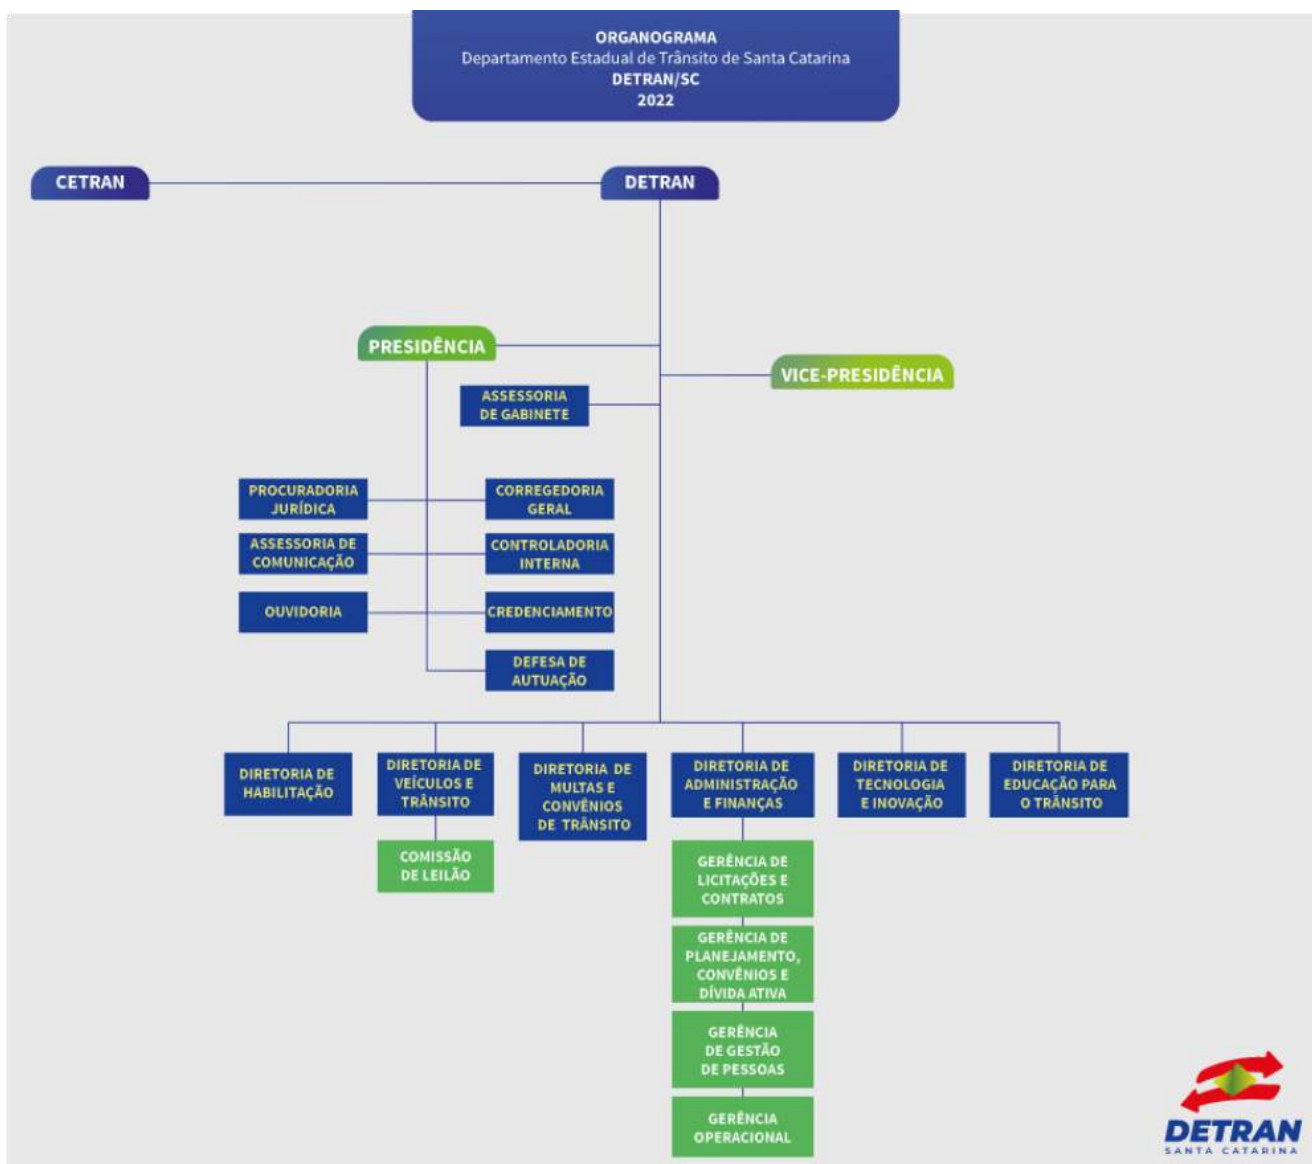 ORGANOGRAMA
Departamento Estadual de Trânsito de Santa Catarina
DETRAN/SC
2022
CETRAN
DETRAN
PRESIDÊNCIA
VICE-PRESIDÊNCIA
ASSESSORIA
DE GABINETE
PROCURADORIA
JURÍDICA
CORREGEDORIA
GERAL
ASSESSORIA DE
COMUNICAÇÃO
CONTROLADORIA
INTERNA
OUVIDORIA
CREDENCIAMENTO
DEFESA DE
AUTUAÇÃO
DIRETORIA DE
HABILITAÇÃO
DIRETORIA DE
VEÍCULOS E
TRÂNSITO
DIRETORIA DE
MULTAS E
CONVÊNIOS
DE TRÂNSITO
DIRETORIA DE
ADMINISTRAÇÃO
E FINANÇAS
DIRETORIA DE
TECNOLOGIA
E INOVAÇÃO
DIRETORIA DE
EDUCAÇÃO PARA
O TRÂNSITO
COMISSÃO
DE LEILÃO
GERÊNCIA DE
LICITAÇÕES E
CONTRATOS
GERÊNCIA DE
PLANEJAMENTO,
CONVÊNIOS E
DÍVIDA ATIVA
GERÊNCIA
DE GESTÃO
DE PESSOAS
GERÊNCIA
OPERACIONAL
DETRAN
SANTA CATARINA